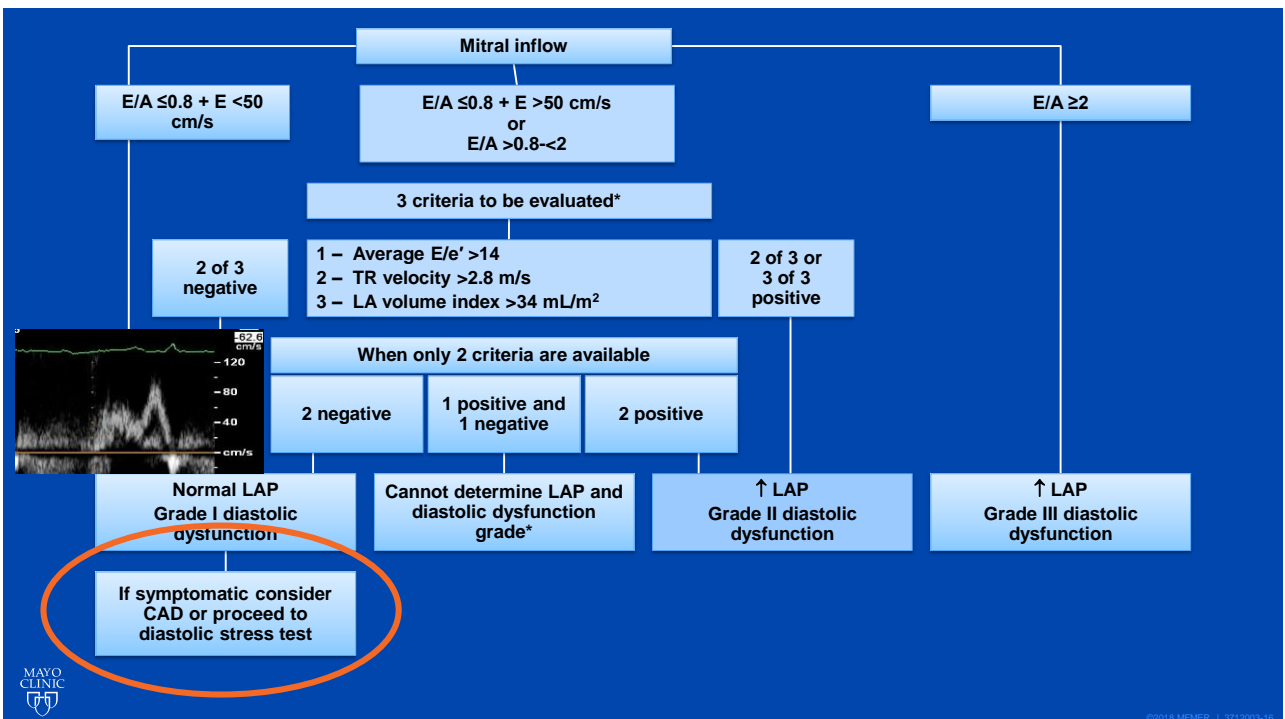 Mitral inflow
E/A ≤0.8 + E <50
cm/s
E/A ≤0.8 + E >50 cm/s
or
E/A >0.8-<2
E/A ≥2
3 criteria to be evaluated*
2 of 3
negative
1 – Average E/e′ >14
2 – TR velocity >2.8 m/s
3 – LA volume index >34 mL/m²
2 of 3 or
3 of 3
positive
-62.6
cm/s
-120
-80
-40
-cm/s
When only 2 criteria are available
2 negative
1 positive and
1 negative
2 positive
Normal LAP
Grade I diastolic
dysfunction
Cannot determine LAP and
diastolic dysfunction
grade*
↑ LAP
Grade II diastolic
dysfunction
↑ LAP
Grade III diastolic
dysfunction
If symptomatic consider
CAD or proceed to
diastolic stress test
MAYO
CLINIC
©2018 MFMER | 3712003-16